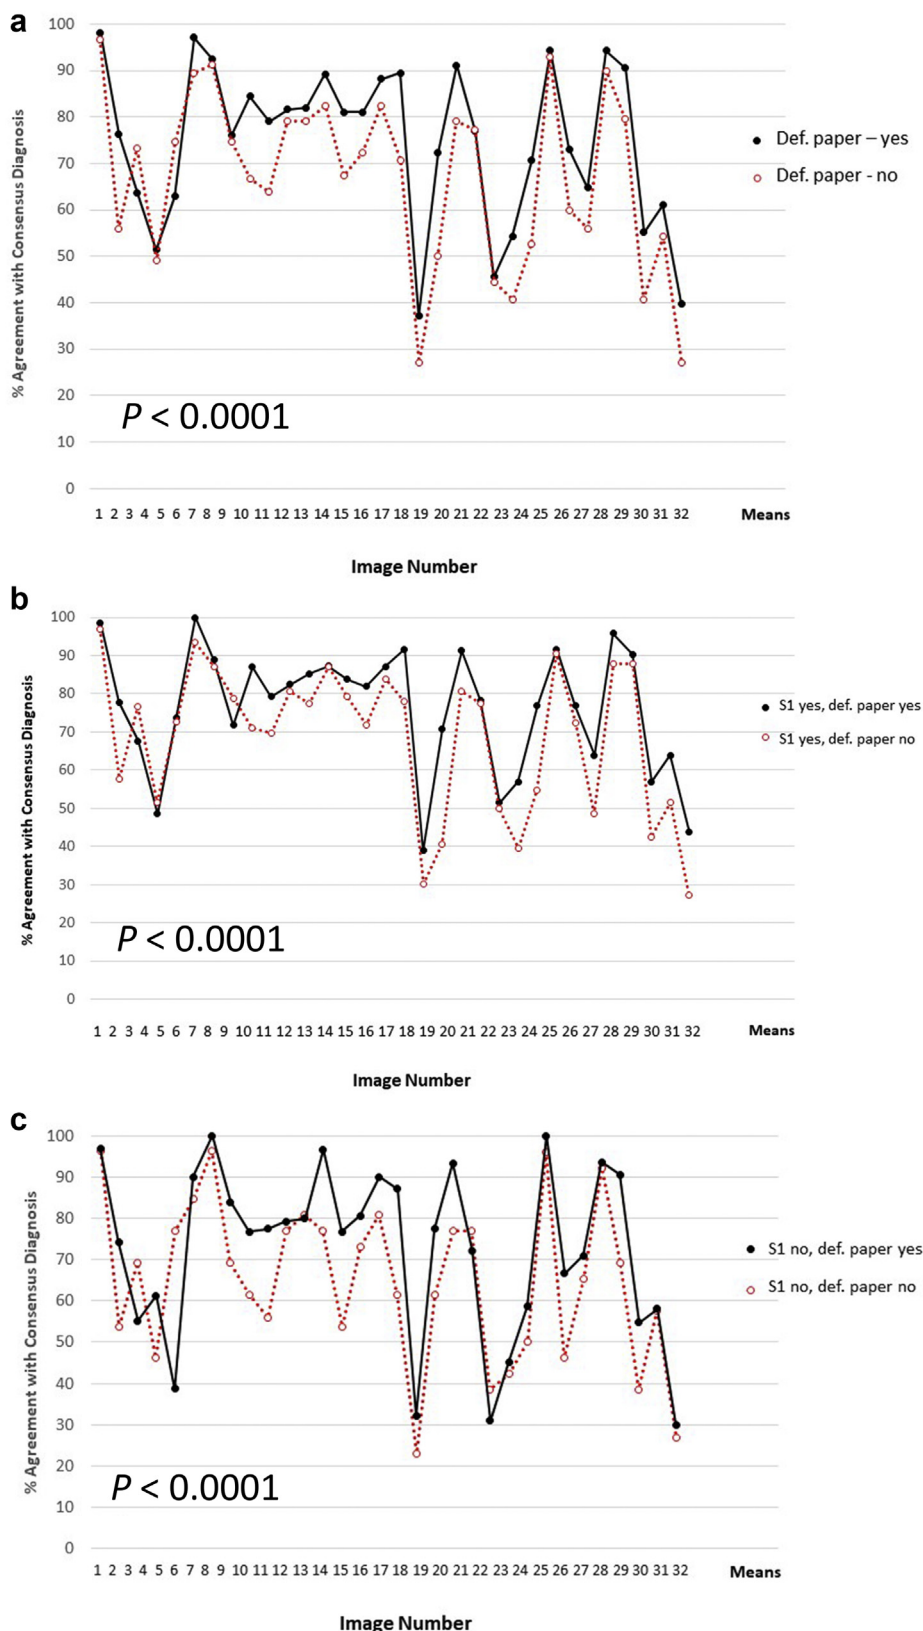 a
100
90
80
70
60
50
40
30
20
10
0
% Agreement with Consensus Diagnosis
Def. paper – yes
Def. paper - no
P < 0.0001
1 2 3 4 5 6 7 8 9 10 11 12 13 14 15 16 17 18 19 20 21 22 23 24 25 26 27 28 29 30 31 32 Means
Image Number
b
100
90
80
70
60
50
40
30
20
10
0
% Agreement with Consensus Diagnosis
S1 yes, def. paper yes
S1 yes, def. paper no
P < 0.0001
1 2 3 4 5 6 7 8 9 10 11 12 13 14 15 16 17 18 19 20 21 22 23 24 25 26 27 28 29 30 31 32 Means
Image Number
c
100
90
80
70
60
50
40
30
20
10
0
% Agreement with Consensus Diagnosis
S1 no, def. paper yes
S1 no, def. paper no
P < 0.0001
1 2 3 4 5 6 7 8 9 10 11 12 13 14 15 16 17 18 19 20 21 22 23 24 25 26 27 28 29 30 31 32 Means
Image Number